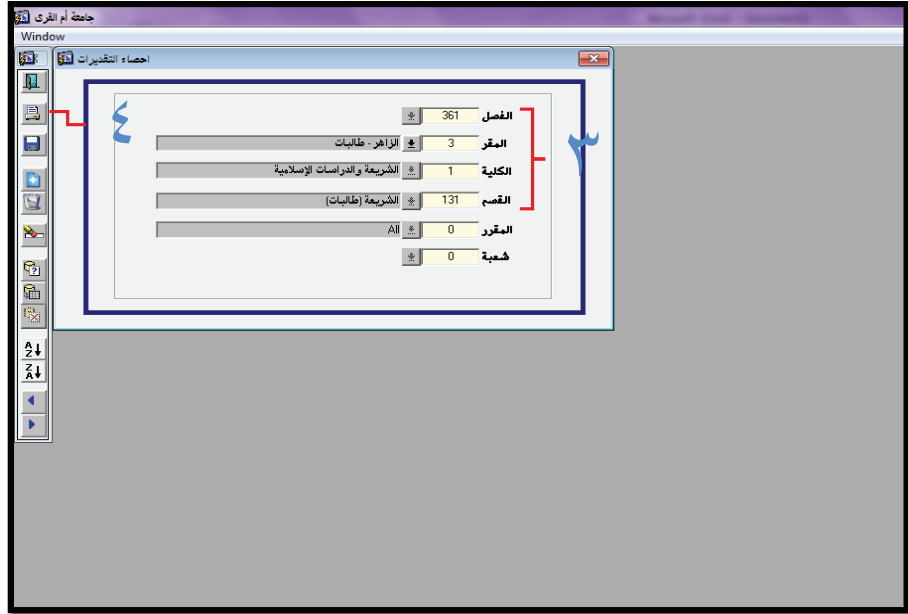 جامعة أم القرى
Window
احصاء التقديرات
٤
٣
الفصل 361
المقر 3 الزاهر - طالبات
الكلية 1 الشريعة والدراسات الإسلامية
القصم 131 الشريعة (طالبات)
المقرر 0 All
شعبة 0
A
Z
Z
A